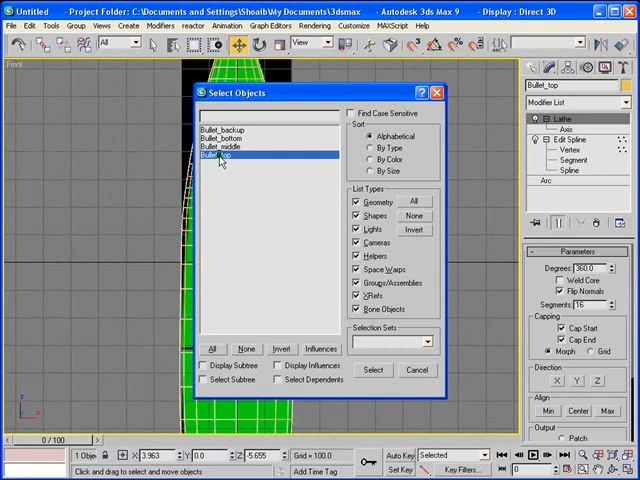 Untitled - Project Folder: C:\Documents and Settings\Shoaib\My Documents\3dsmax - Autodesk 3ds Max 9 - Display : Direct 3D
File Edit Tools Group Views Create Modifiers reactor Animation Graph Editors Rendering Customize MAXScript Help
All View
Front
Select Objects
Bullet_backup
Bullet_bottom
Bullet_middle
Bullet_top
Find Case Sensitive
Sort
Alphabetical
By Type
By Color
By Size
List Types
Geometry All
Shapes None
Lights Invert
Cameras
Helpers
Space Warps
Groups/Assemblies
XRefs
Bone Objects
Selection Sets
All None Invert Influences
Display Subtree Display Influences
Select Subtree Select Dependents
Select Cancel
Bullet_top
Modifier List
Lathe
Axis
Edit Spline
Vertex
Segment
Spline
Arc
Parameters
Degrees: 360.0
Weld Core
Flip Normals
Segments: 16
Capping
Cap Start
Cap End
Morph Grid
Direction
X Y Z
Align
Min Center Max
Output
Patch
z
x
0 / 100
1 Obje X: 3.963 Y: 0.0 Z: -5.655 Grid = 100.0
Auto Key Selected
Click and drag to select and move objects
Add Time Tag
Set Key Key Filters... 0